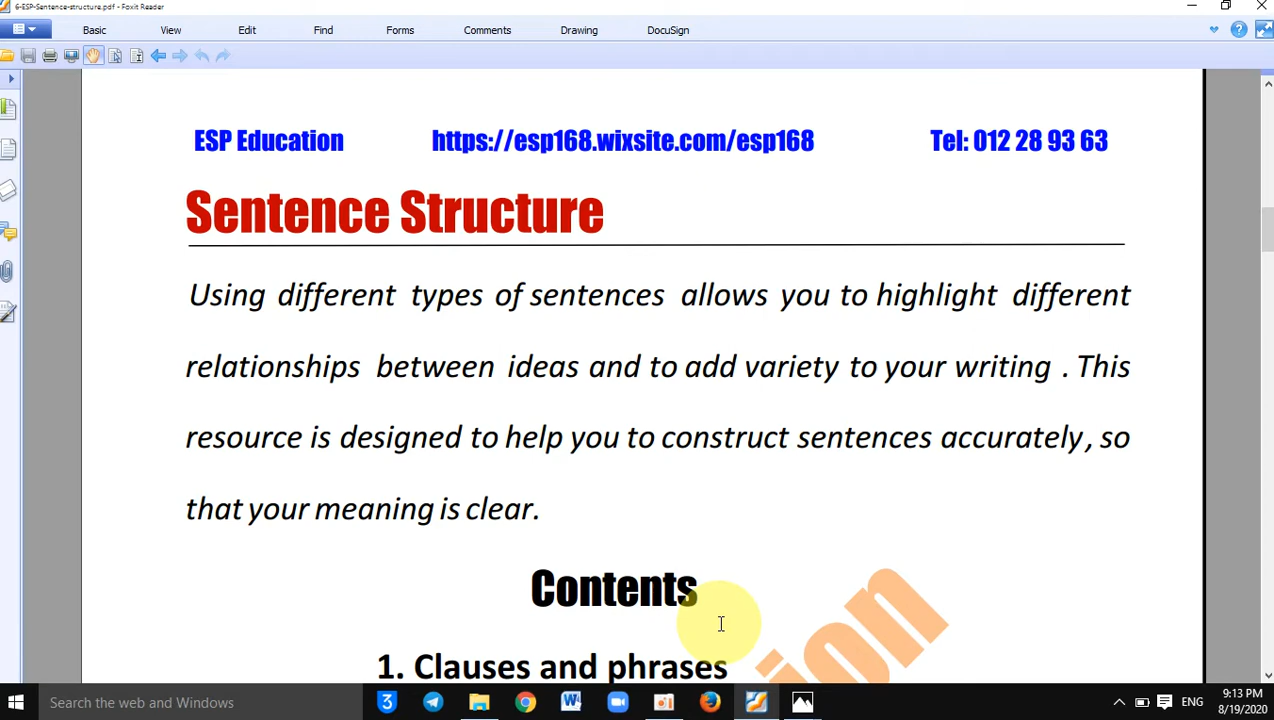 6-ESP-Sentence-structure.pdf - Foxit Reader
Basic View Edit Find Forms Comments Drawing DocuSign
ESP Education https://esp168.wixsite.com/esp168 Tel: 012 28 93 63
Sentence Structure
Using different types of sentences allows you to highlight different
relationships between ideas and to add variety to your writing . This
resource is designed to help you to construct sentences accurately, so
that your meaning is clear.
Contents
1. Clauses and phrases
Search the web and Windows
ENG
9:13 PM
8/19/2020